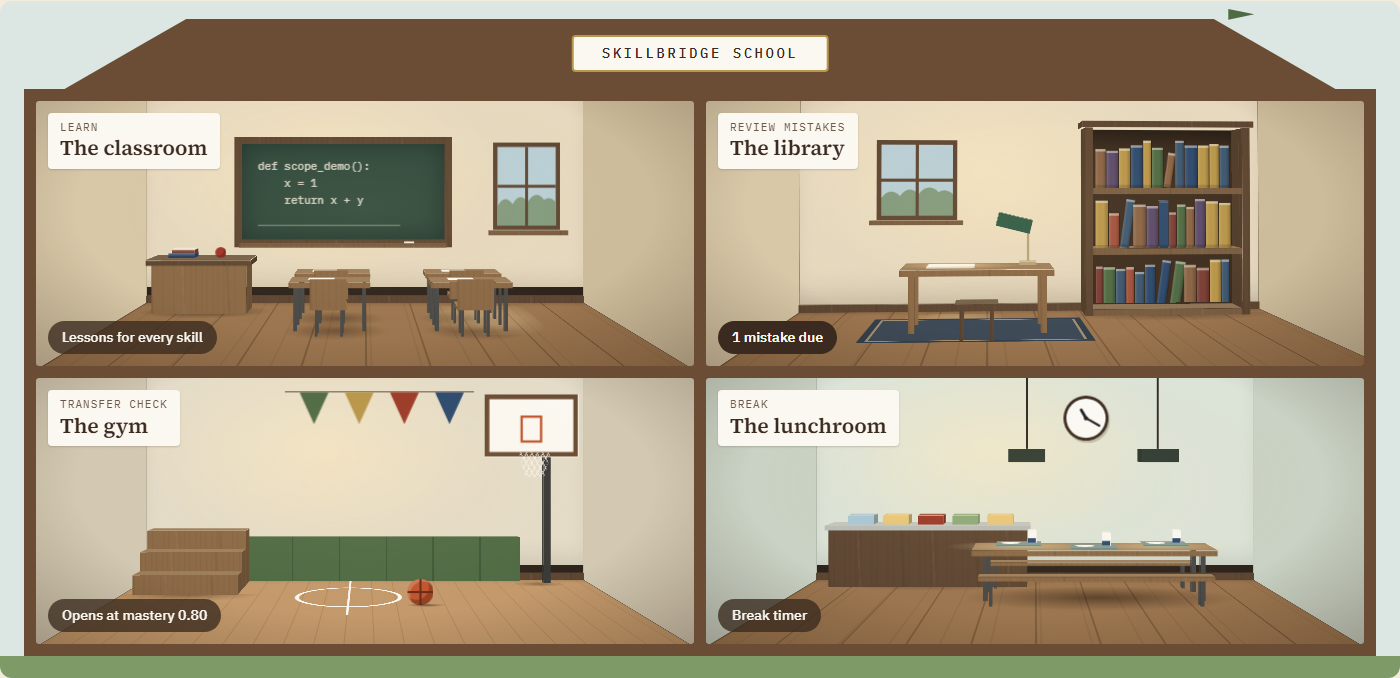 SKILLBRIDGE SCHOOL
LEARN
The classroom
def scope_demo():
    x = 1
    return x + y
Lessons for every skill
REVIEW MISTAKES
The library
1 mistake due
TRANSFER CHECK
The gym
Opens at mastery 0.80
BREAK
The lunchroom
Break timer